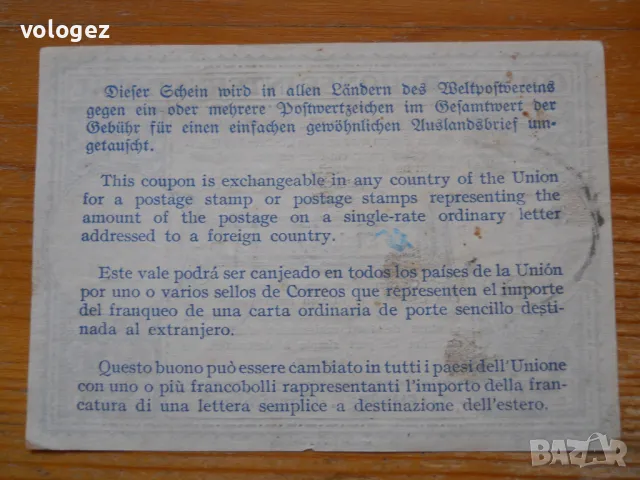 vologez
Dieser Schein wird in allen Ländern des Weltpostvereins
gegen ein oder mehrere Postwertzeichen im Gesamtwert der
Gebühr für einen einfachen gewöhnlichen Auslandsbrief um-
getauscht.
This coupon is exchangeable in any country of the Union
for a postage stamp or postage stamps representing the
amount of the postage on a single-rate ordinary letter
addressed to a foreign country.
Este vale podrá ser canjeado en todos los países de la Unión
por uno o varios sellos de Correos que representen el importe
del franqueo de una carta ordinaria de porte sencillo desti-
nada al extranjero.
Questo buono può essere cambiato in tutti i paesi dell'Unione
con uno o più francobolli rappresentanti l'importo della fran-
catura di una lettera semplice a destinazione dell'estero.
BAZAR
bg